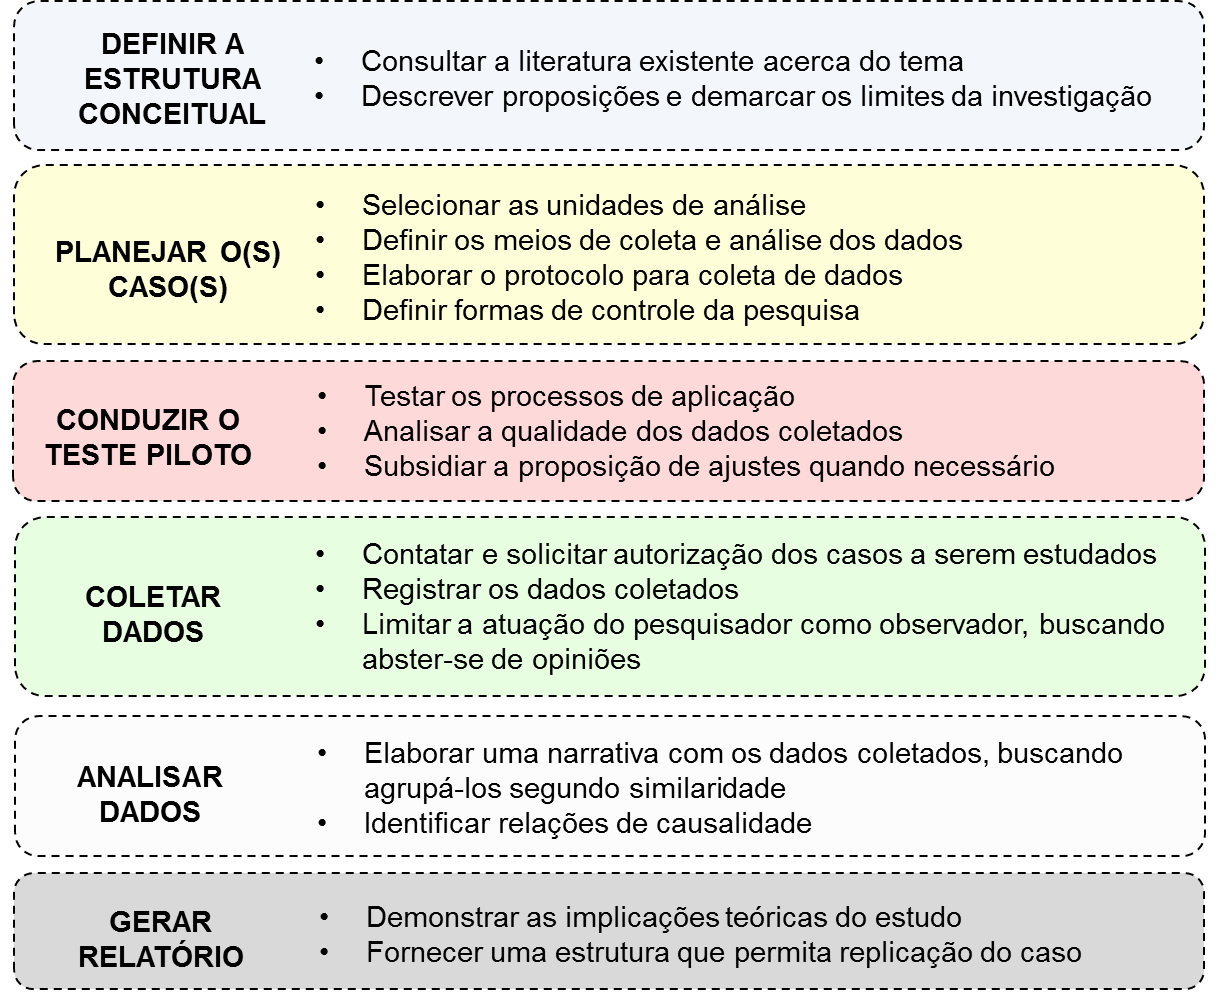 DEFINIR A
ESTRUTURA
CONCEITUAL
• Consultar a literatura existente acerca do tema
• Descrever proposições e demarcar os limites da investigação
PLANEJAR O(S)
CASO(S)
• Selecionar as unidades de análise
• Definir os meios de coleta e análise dos dados
• Elaborar o protocolo para coleta de dados
• Definir formas de controle da pesquisa
CONDUZIR O
TESTE PILOTO
• Testar os processos de aplicação
• Analisar a qualidade dos dados coletados
• Subsidiar a proposição de ajustes quando necessário
COLETAR
DADOS
• Contatar e solicitar autorização dos casos a serem estudados
• Registrar os dados coletados
• Limitar a atuação do pesquisador como observador, buscando
abster-se de opiniões
ANALISAR
DADOS
• Elaborar uma narrativa com os dados coletados, buscando
agrupá-los segundo similaridade
• Identificar relações de causalidade
GERAR
RELATÓRIO
• Demonstrar as implicações teóricas do estudo
• Fornecer uma estrutura que permita replicação do caso